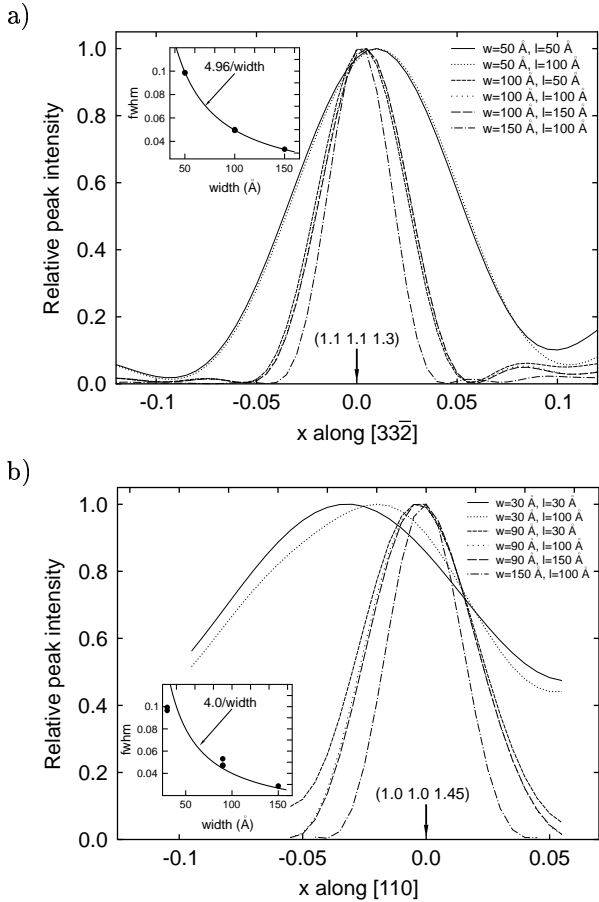 a)
Relative peak intensity
1.0
0.8
0.6
0.4
0.2
0.0
-0.1
-0.05
0.0
0.05
0.1
x along [332̅]
w=50 Å, l=50 Å
w=50 Å, l=100 Å
w=100 Å, l=50 Å
w=100 Å, l=100 Å
w=100 Å, l=150 Å
w=150 Å, l=100 Å
(1.1 1.1 1.3)
fwhm
0.1
0.08
0.06
0.04
4.96/width
50
100
150
width (Å)
b)
Relative peak intensity
1.0
0.8
0.6
0.4
0.2
0.0
-0.1
-0.05
0.0
0.05
x along [110]
w=30 Å, l=30 Å
w=30 Å, l=100 Å
w=90 Å, l=30 Å
w=90 Å, l=100 Å
w=90 Å, l=150 Å
w=150 Å, l=100 Å
(1.0 1.0 1.45)
fwhm
0.1
0.08
0.06
0.04
4.0/width
50
100
150
width (Å)